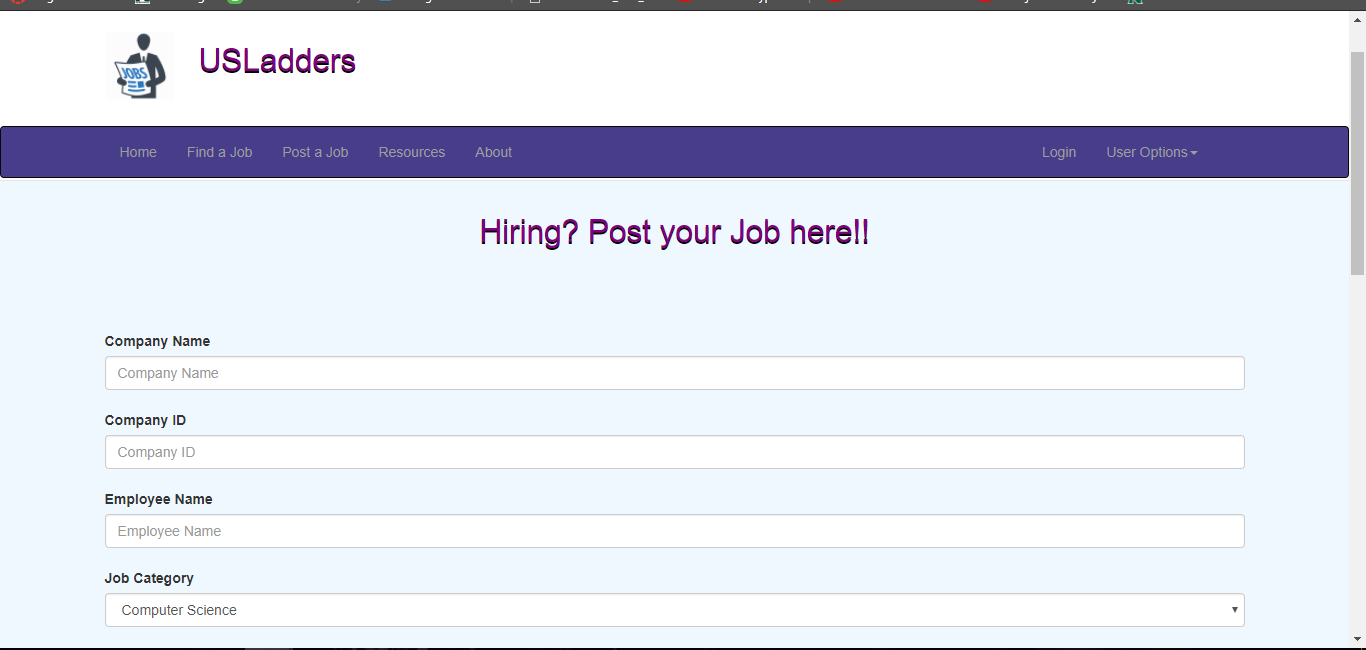 JOBS
USLadders
Home Find a Job Post a Job Resources About Login User Options
Hiring? Post your Job here!!
Company Name
Company Name
Company ID
Company ID
Employee Name
Employee Name
Job Category
Computer Science